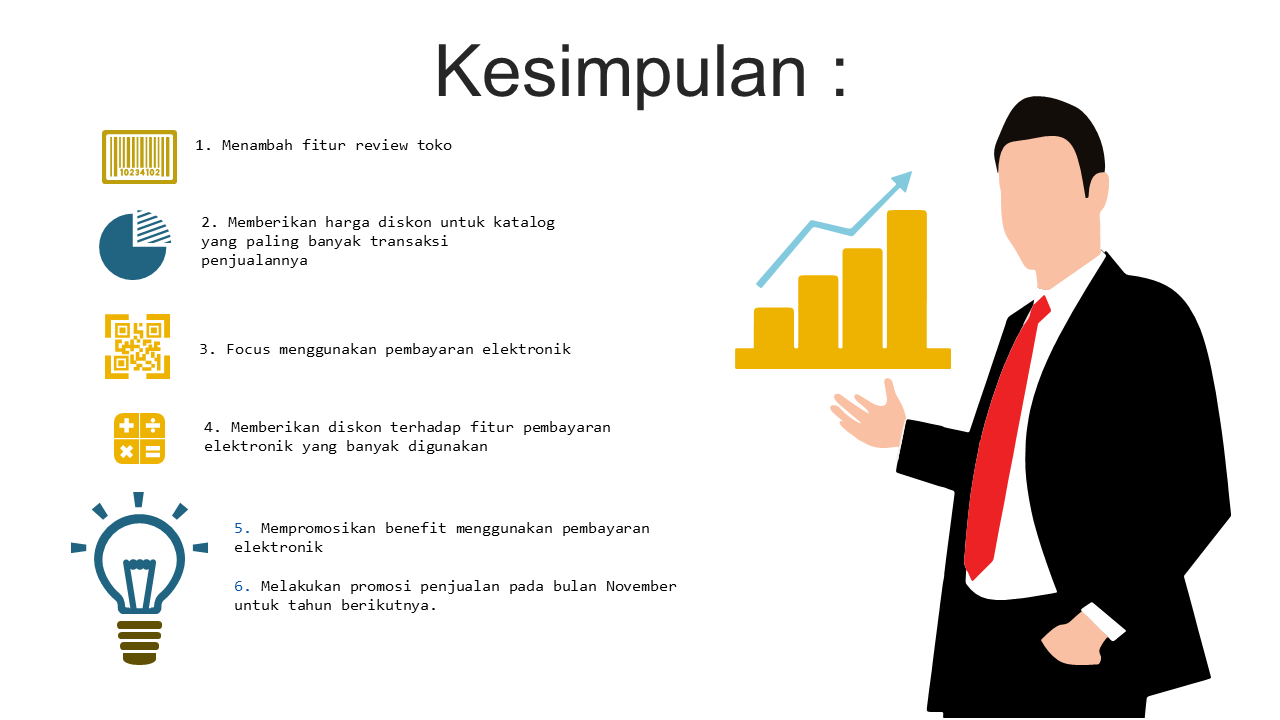 Kesimpulan :
10234102
1. Menambah fitur review toko
2. Memberikan harga diskon untuk katalog
yang paling banyak transaksi
penjualannya
3. Focus menggunakan pembayaran elektronik
4. Memberikan diskon terhadap fitur pembayaran
elektronik yang banyak digunakan
5. Mempromosikan benefit menggunakan pembayaran
elektronik
6. Melakukan promosi penjualan pada bulan November
untuk tahun berikutnya.